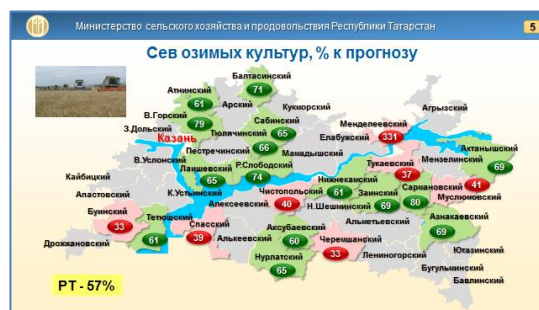 Министерство сельского хозяйства и продовольствия Республики Татарстан
5
Сев озимых культур, % к прогнозу
Балтасинский
71
Атнинский
61
Арский
Кукморский
В.Горский
79
Сабинский
65
Менделеевский
331
Агрызский
З.Дольский
Казань
Тюлячинский
66
Елабужский
Актанышский
69
Пестречинский
Мамадышский
Тукаевский
37
Мензелинский
В.Услонский
Р.Слободский
74
Лаишевский
65
Нижнекамский
61
Заинский
69
Сармановский
80
41
Муслюмовский
Кайбицкий
К.Устьинский
Чистопольский
40
Апастовский
Алексеевский
Н.Шешминский
Азнакаевский
69
Буинский
33
Тетюшский
61
Спасский
39
Аксубаевский
60
Альметьевский
Черемшанский
33
Дрожжановский
Алькеевский
Лениногорский
Ютазинский
Нурлатский
65
Бугульминский
Бавлинский
РТ - 57%